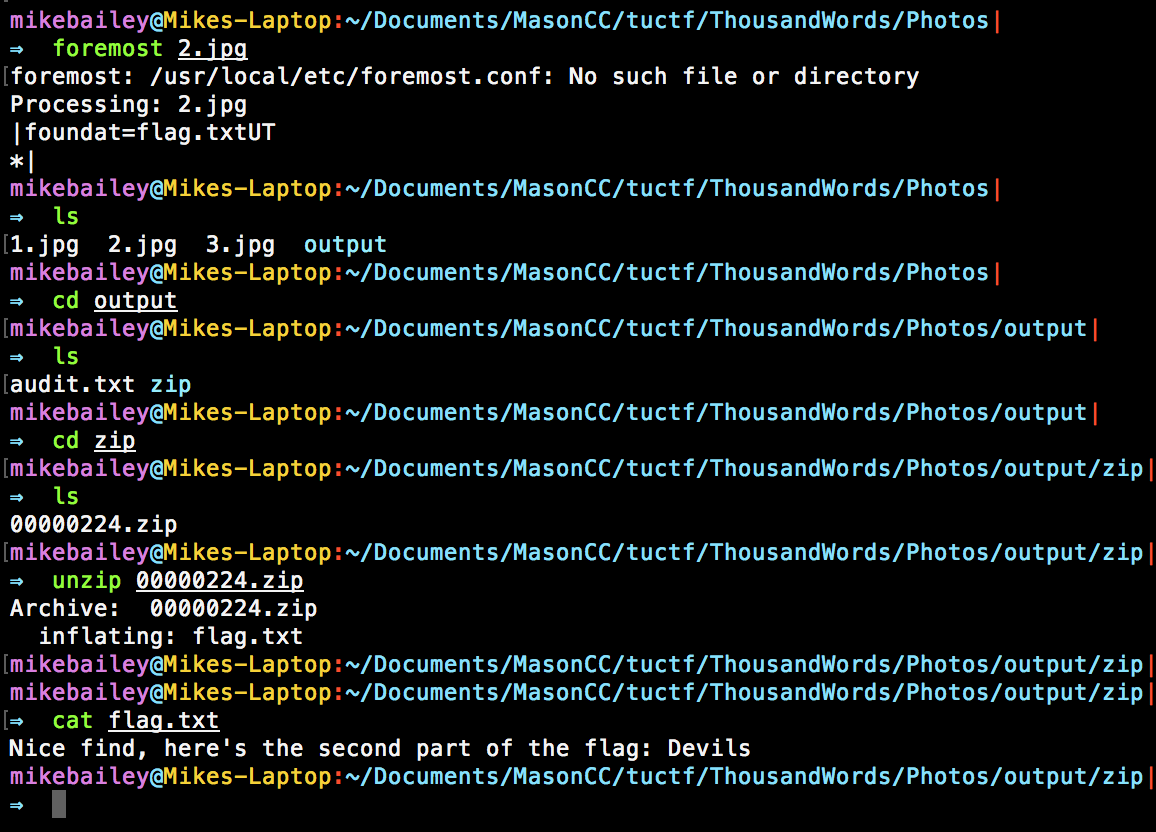 mikebailey@Mikes-Laptop:~/Documents/MasonCC/tuctf/ThousandWords/Photos|
⇒  foremost 2.jpg
[foremost: /usr/local/etc/foremost.conf: No such file or directory
Processing: 2.jpg
|foundat=flag.txtUT
*|
mikebailey@Mikes-Laptop:~/Documents/MasonCC/tuctf/ThousandWords/Photos|
⇒  ls
[1.jpg  2.jpg  3.jpg  output
mikebailey@Mikes-Laptop:~/Documents/MasonCC/tuctf/ThousandWords/Photos|
⇒  cd output
[mikebailey@Mikes-Laptop:~/Documents/MasonCC/tuctf/ThousandWords/Photos/output|
⇒  ls
[audit.txt zip
mikebailey@Mikes-Laptop:~/Documents/MasonCC/tuctf/ThousandWords/Photos/output|
⇒  cd zip
[mikebailey@Mikes-Laptop:~/Documents/MasonCC/tuctf/ThousandWords/Photos/output/zip|
⇒  ls
00000224.zip
[mikebailey@Mikes-Laptop:~/Documents/MasonCC/tuctf/ThousandWords/Photos/output/zip|
⇒  unzip 00000224.zip
Archive:  00000224.zip
  inflating: flag.txt
[mikebailey@Mikes-Laptop:~/Documents/MasonCC/tuctf/ThousandWords/Photos/output/zip|
mikebailey@Mikes-Laptop:~/Documents/MasonCC/tuctf/ThousandWords/Photos/output/zip|
[⇒  cat flag.txt
Nice find, here's the second part of the flag: Devils
mikebailey@Mikes-Laptop:~/Documents/MasonCC/tuctf/ThousandWords/Photos/output/zip|
⇒